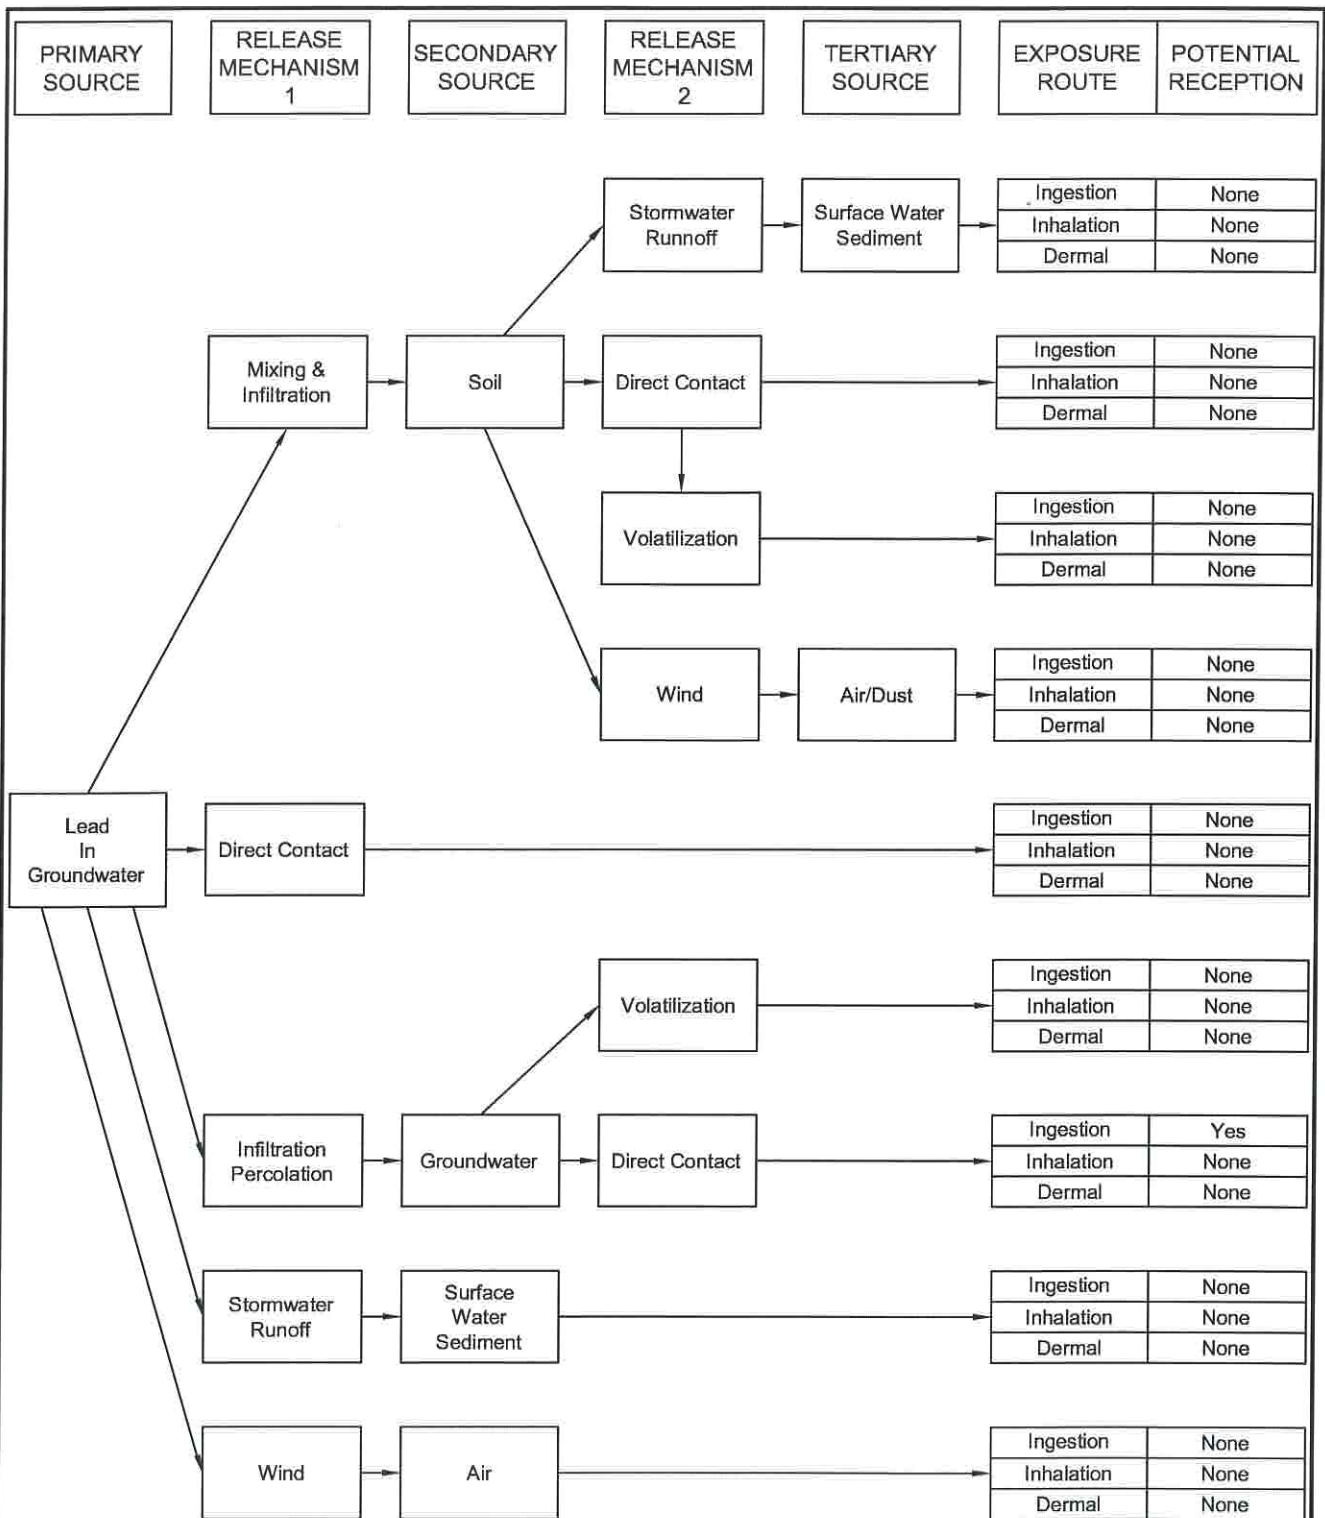 PRIMARY
SOURCE
RELEASE
MECHANISM
1
SECONDARY
SOURCE
RELEASE
MECHANISM
2
TERTIARY
SOURCE
EXPOSURE
ROUTE
POTENTIAL
RECEPTION
Stormwater
Runnoff
Surface Water
Sediment
Ingestion None
Inhalation None
Dermal None
Mixing &
Infiltration
Soil
Direct Contact
Ingestion None
Inhalation None
Dermal None
Volatilization
Ingestion None
Inhalation None
Dermal None
Wind
Air/Dust
Ingestion None
Inhalation None
Dermal None
Lead
In
Groundwater
Direct Contact
Ingestion None
Inhalation None
Dermal None
Volatilization
Ingestion None
Inhalation None
Dermal None
Infiltration
Percolation
Groundwater
Direct Contact
Ingestion Yes
Inhalation None
Dermal None
Stormwater
Runoff
Surface
Water
Sediment
Ingestion None
Inhalation None
Dermal None
Wind
Air
Ingestion None
Inhalation None
Dermal None